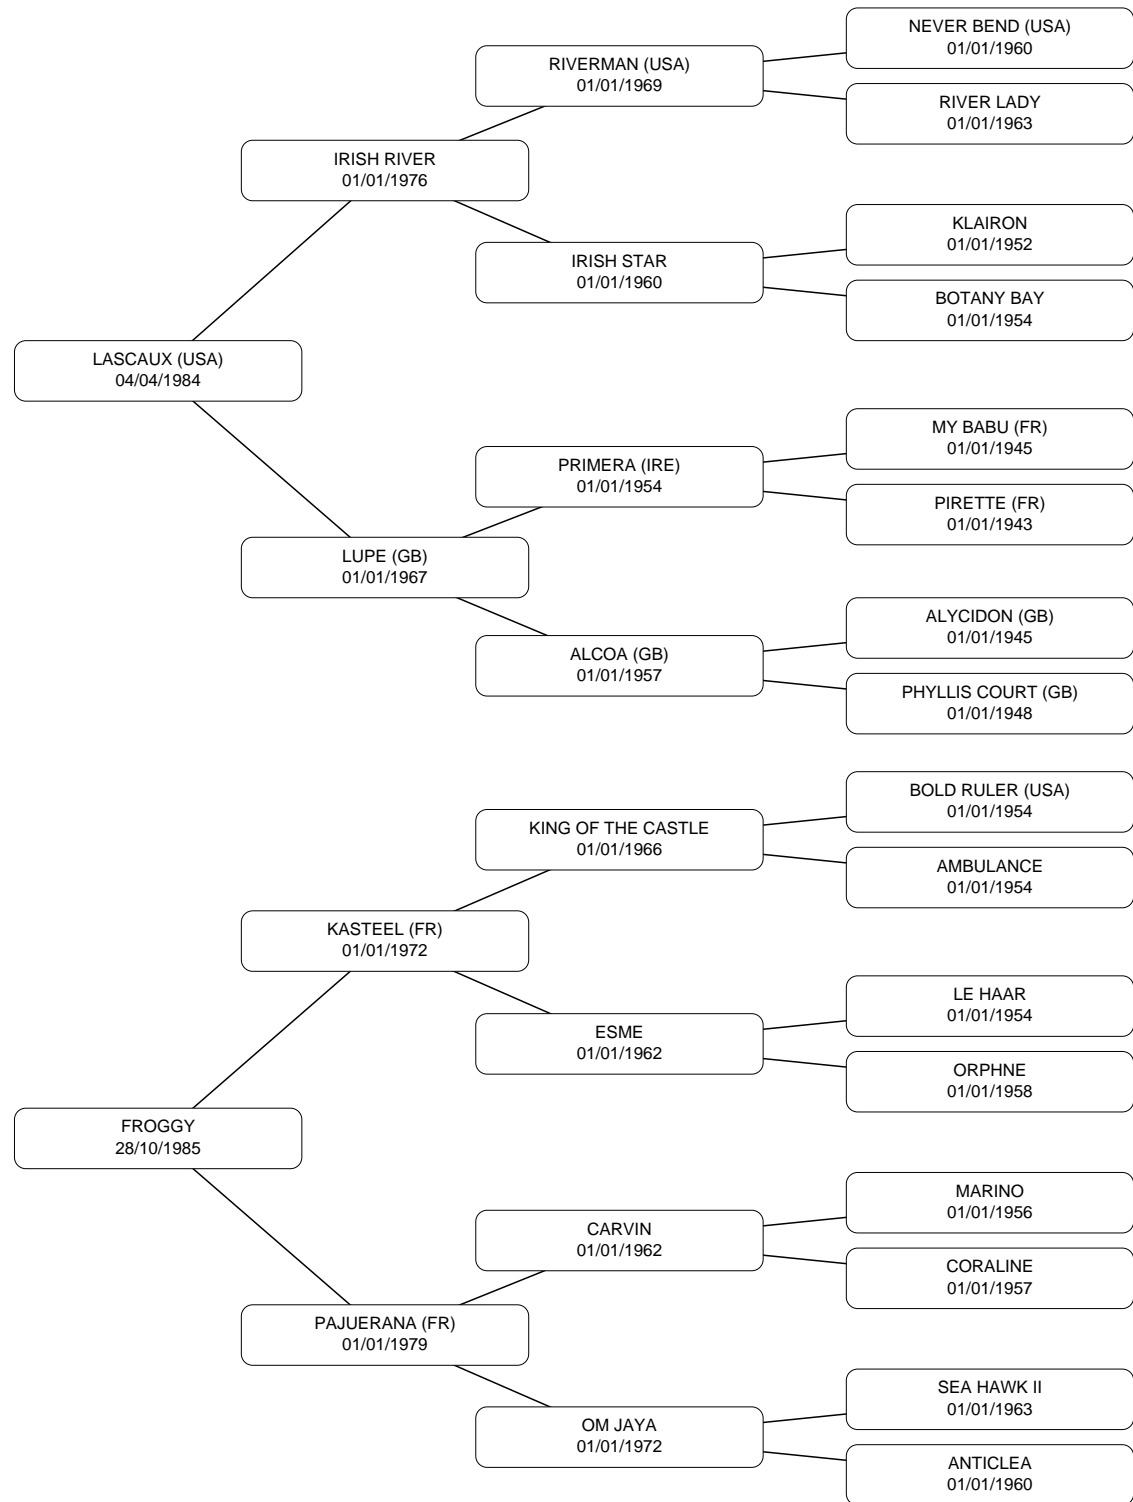 NEVER BEND (USA)
01/01/1960
RIVERMAN (USA)
01/01/1969
RIVER LADY
01/01/1963
IRISH RIVER
01/01/1976
KLAIRON
01/01/1952
IRISH STAR
01/01/1960
BOTANY BAY
01/01/1954
LASCAUX (USA)
04/04/1984
MY BABU (FR)
01/01/1945
PRIMERA (IRE)
01/01/1954
PIRETTE (FR)
01/01/1943
LUPE (GB)
01/01/1967
ALYCIDON (GB)
01/01/1945
ALCOA (GB)
01/01/1957
PHYLLIS COURT (GB)
01/01/1948
BOLD RULER (USA)
01/01/1954
KING OF THE CASTLE
01/01/1966
AMBULANCE
01/01/1954
KASTEEL (FR)
01/01/1972
LE HAAR
01/01/1954
ESME
01/01/1962
ORPHNE
01/01/1958
FROGGY
28/10/1985
MARINO
01/01/1956
CARVIN
01/01/1962
CORALINE
01/01/1957
PAJUERANA (FR)
01/01/1979
SEA HAWK II
01/01/1963
OM JAYA
01/01/1972
ANTICLEA
01/01/1960